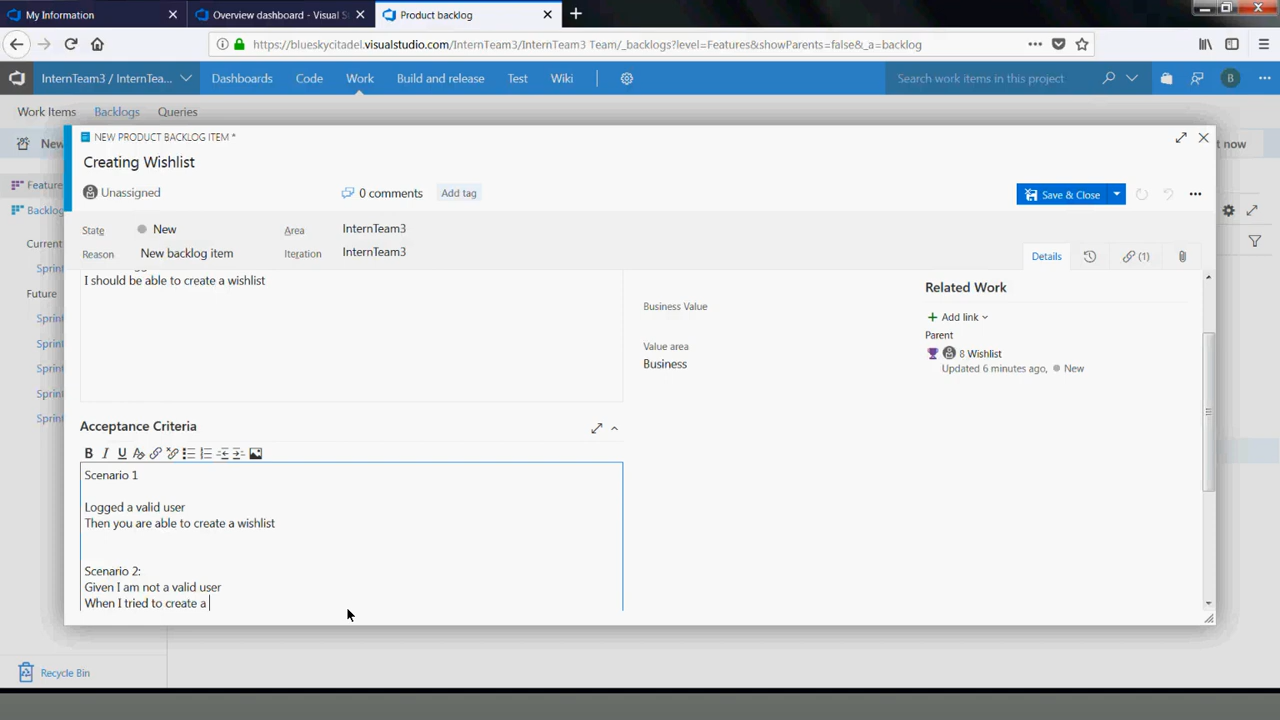 My Information
Overview dashboard - Visual S
Product backlog
https://blueskycitadel.visualstudio.com/InternTeam3/InternTeam3 Team/_backlogs?level=Features&showParents=false&_a=backlog
InternTeam3 / InternTea...
Dashboards
Code
Work
Build and release
Test
Wiki
Search work items in this project
B
Work Items
Backlogs
Queries
New
t now
Feature
Backlog
Current
Sprint
Future
Sprint
Sprint
Sprint
Sprint
Sprint
Recycle Bin
NEW PRODUCT BACKLOG ITEM *
Creating Wishlist
Unassigned
0 comments
Add tag
Save & Close
State
New
Area
InternTeam3
Reason
New backlog item
Iteration
InternTeam3
Details
(1)
I should be able to create a wishlist
Business Value
Value area
Business
Related Work
+ Add link
Parent
8 Wishlist
Updated 6 minutes ago,
New
Acceptance Criteria
B I U
Scenario 1
Logged a valid user
Then you are able to create a wishlist
Scenario 2:
Given I am not a valid user
When I tried to create a